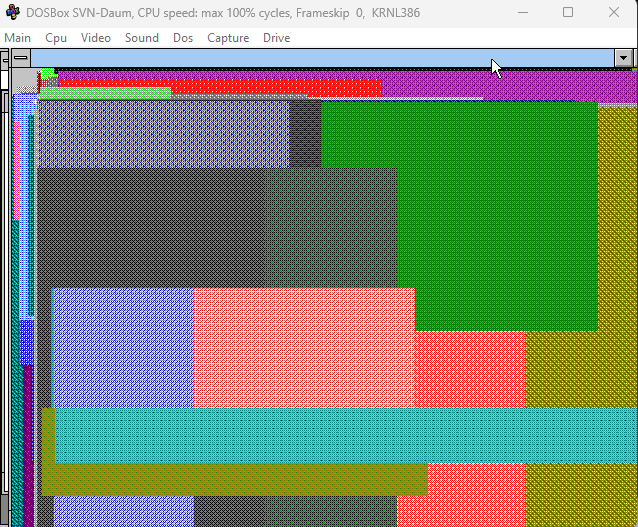 DOSBox SVN-Daum, CPU speed: max 100% cycles, Frameskip 0, KRNL386
Main Cpu Video Sound Dos Capture Drive